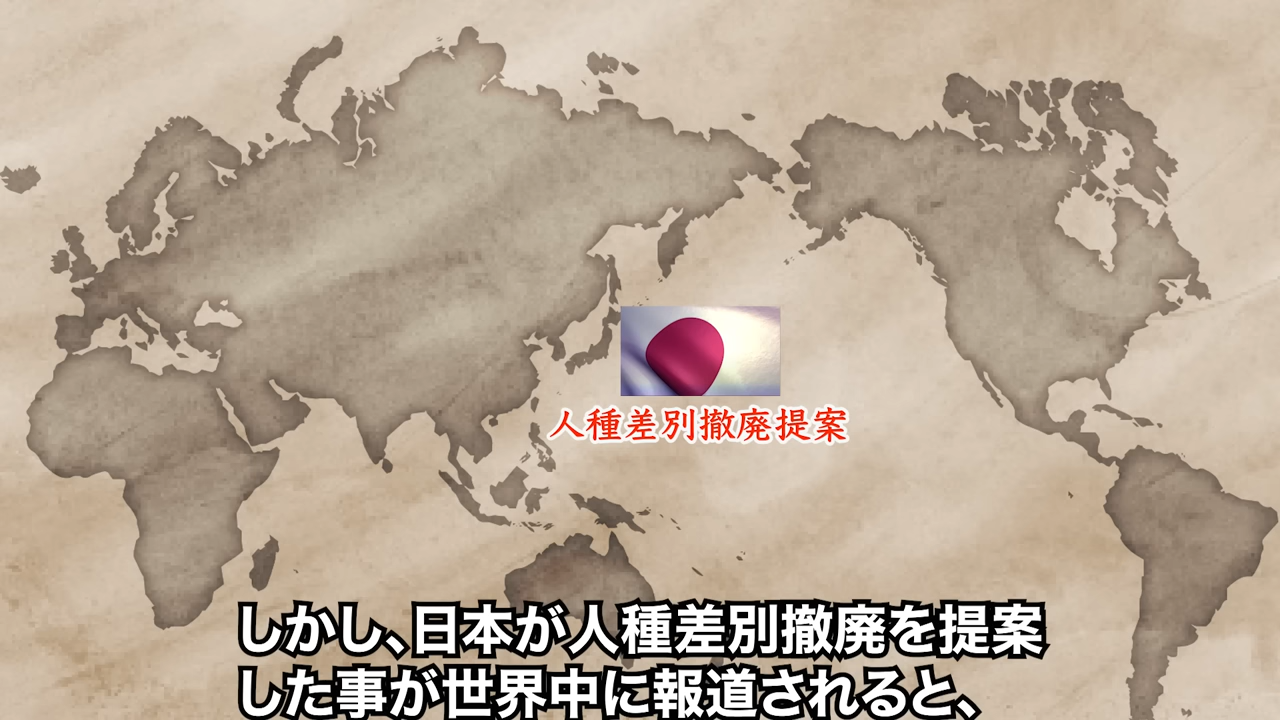 人種差別撤廃提案
しかし、日本が人種差別撤廃を提案
した事が世界中に報道されると、